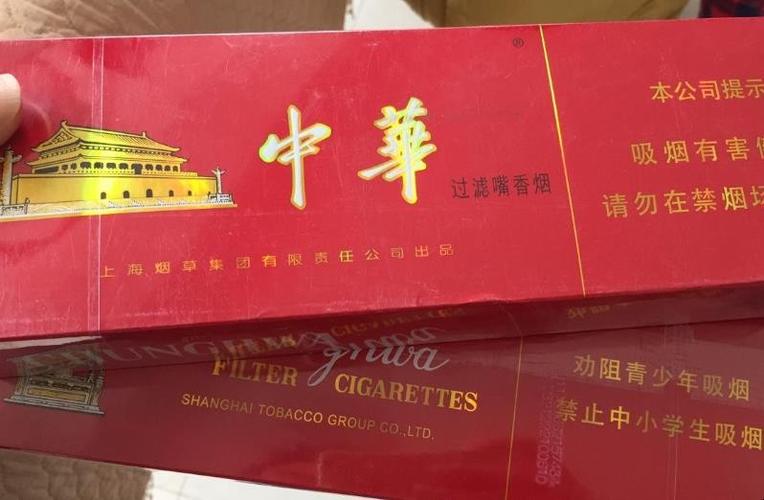 ®
中華
过滤嘴香烟
上海烟草集团有限责任公司出品
本公司提示
吸烟有害
请勿在禁烟
FILTER CIGARETTES
SHANGHAI TOBACCO GROUP CO.,LTD.
劝阻青少年吸烟
禁止中小学生吸烟